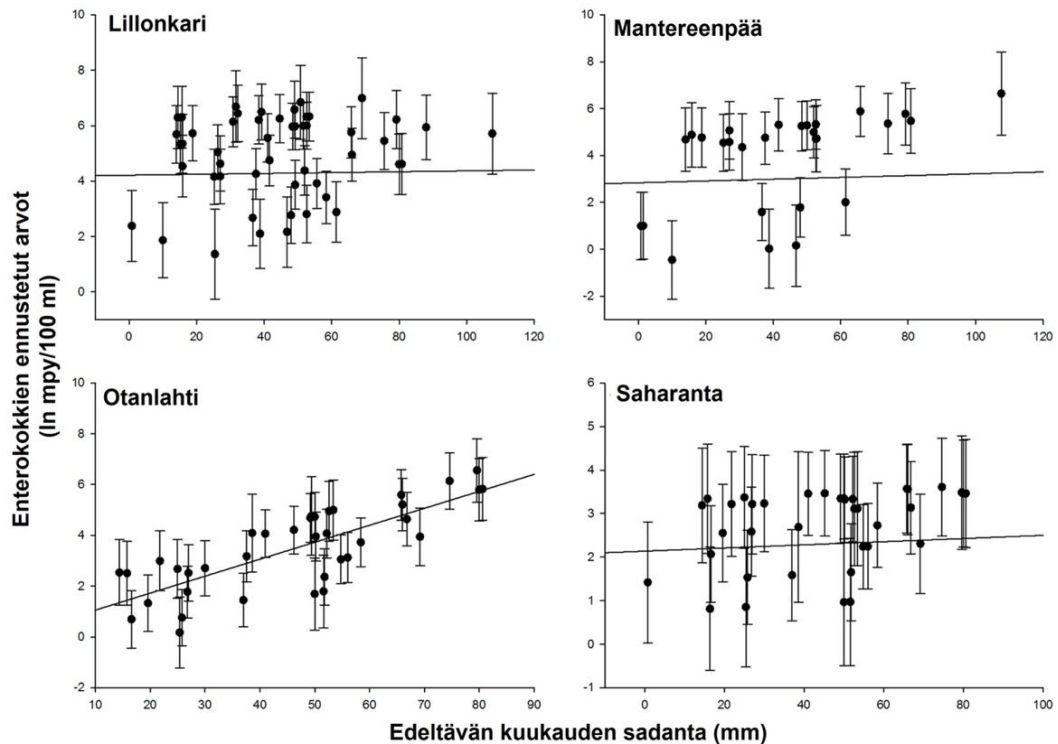 Lillonkari
10
8
6
4
2
0
0 20 40 60 80 100 120
Mantereenpää
10
8
6
4
2
0
-2
0 20 40 60 80 100 120
Enterokokkien ennustetut arvot
(ln mpy/100 ml)
Otanlahti
10
8
6
4
2
0
-2
10 20 30 40 50 60 70 80 90
Saharanta
6
5
4
3
2
1
0
-1
0 20 40 60 80 100
Edeltävän kuukauden sadanta (mm)